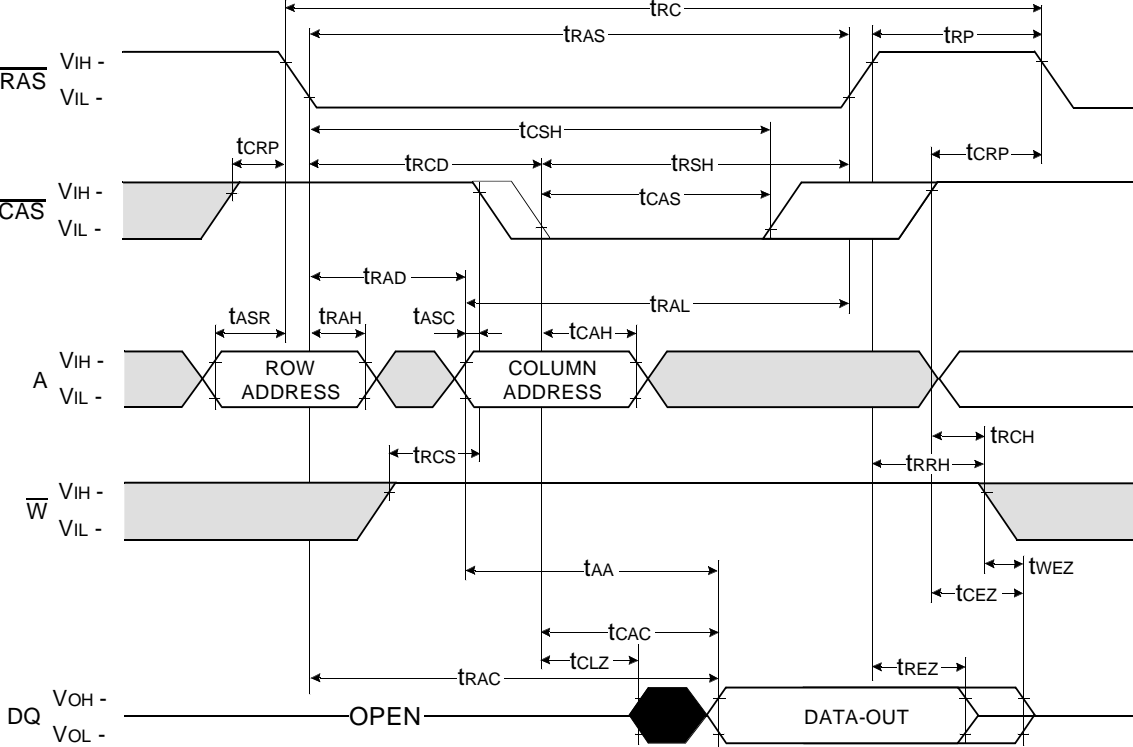 tRC
tRAS
tRP
RAS
VIH -
VIL -
tCSH
tCRP
tRCD
tRSH
tCRP
CAS
VIH -
VIL -
tCAS
tRAD
tRAL
tASR
tRAH
tASC
tCAH
A
VIH -
VIL -
ROW
ADDRESS
COLUMN
ADDRESS
tRCH
tRCS
tRRH
W
VIH -
VIL -
tAA
tWEZ
tCEZ
tCAC
tCLZ
tREZ
tRAC
DQ
VOH -
VOL -
OPEN
DATA-OUT